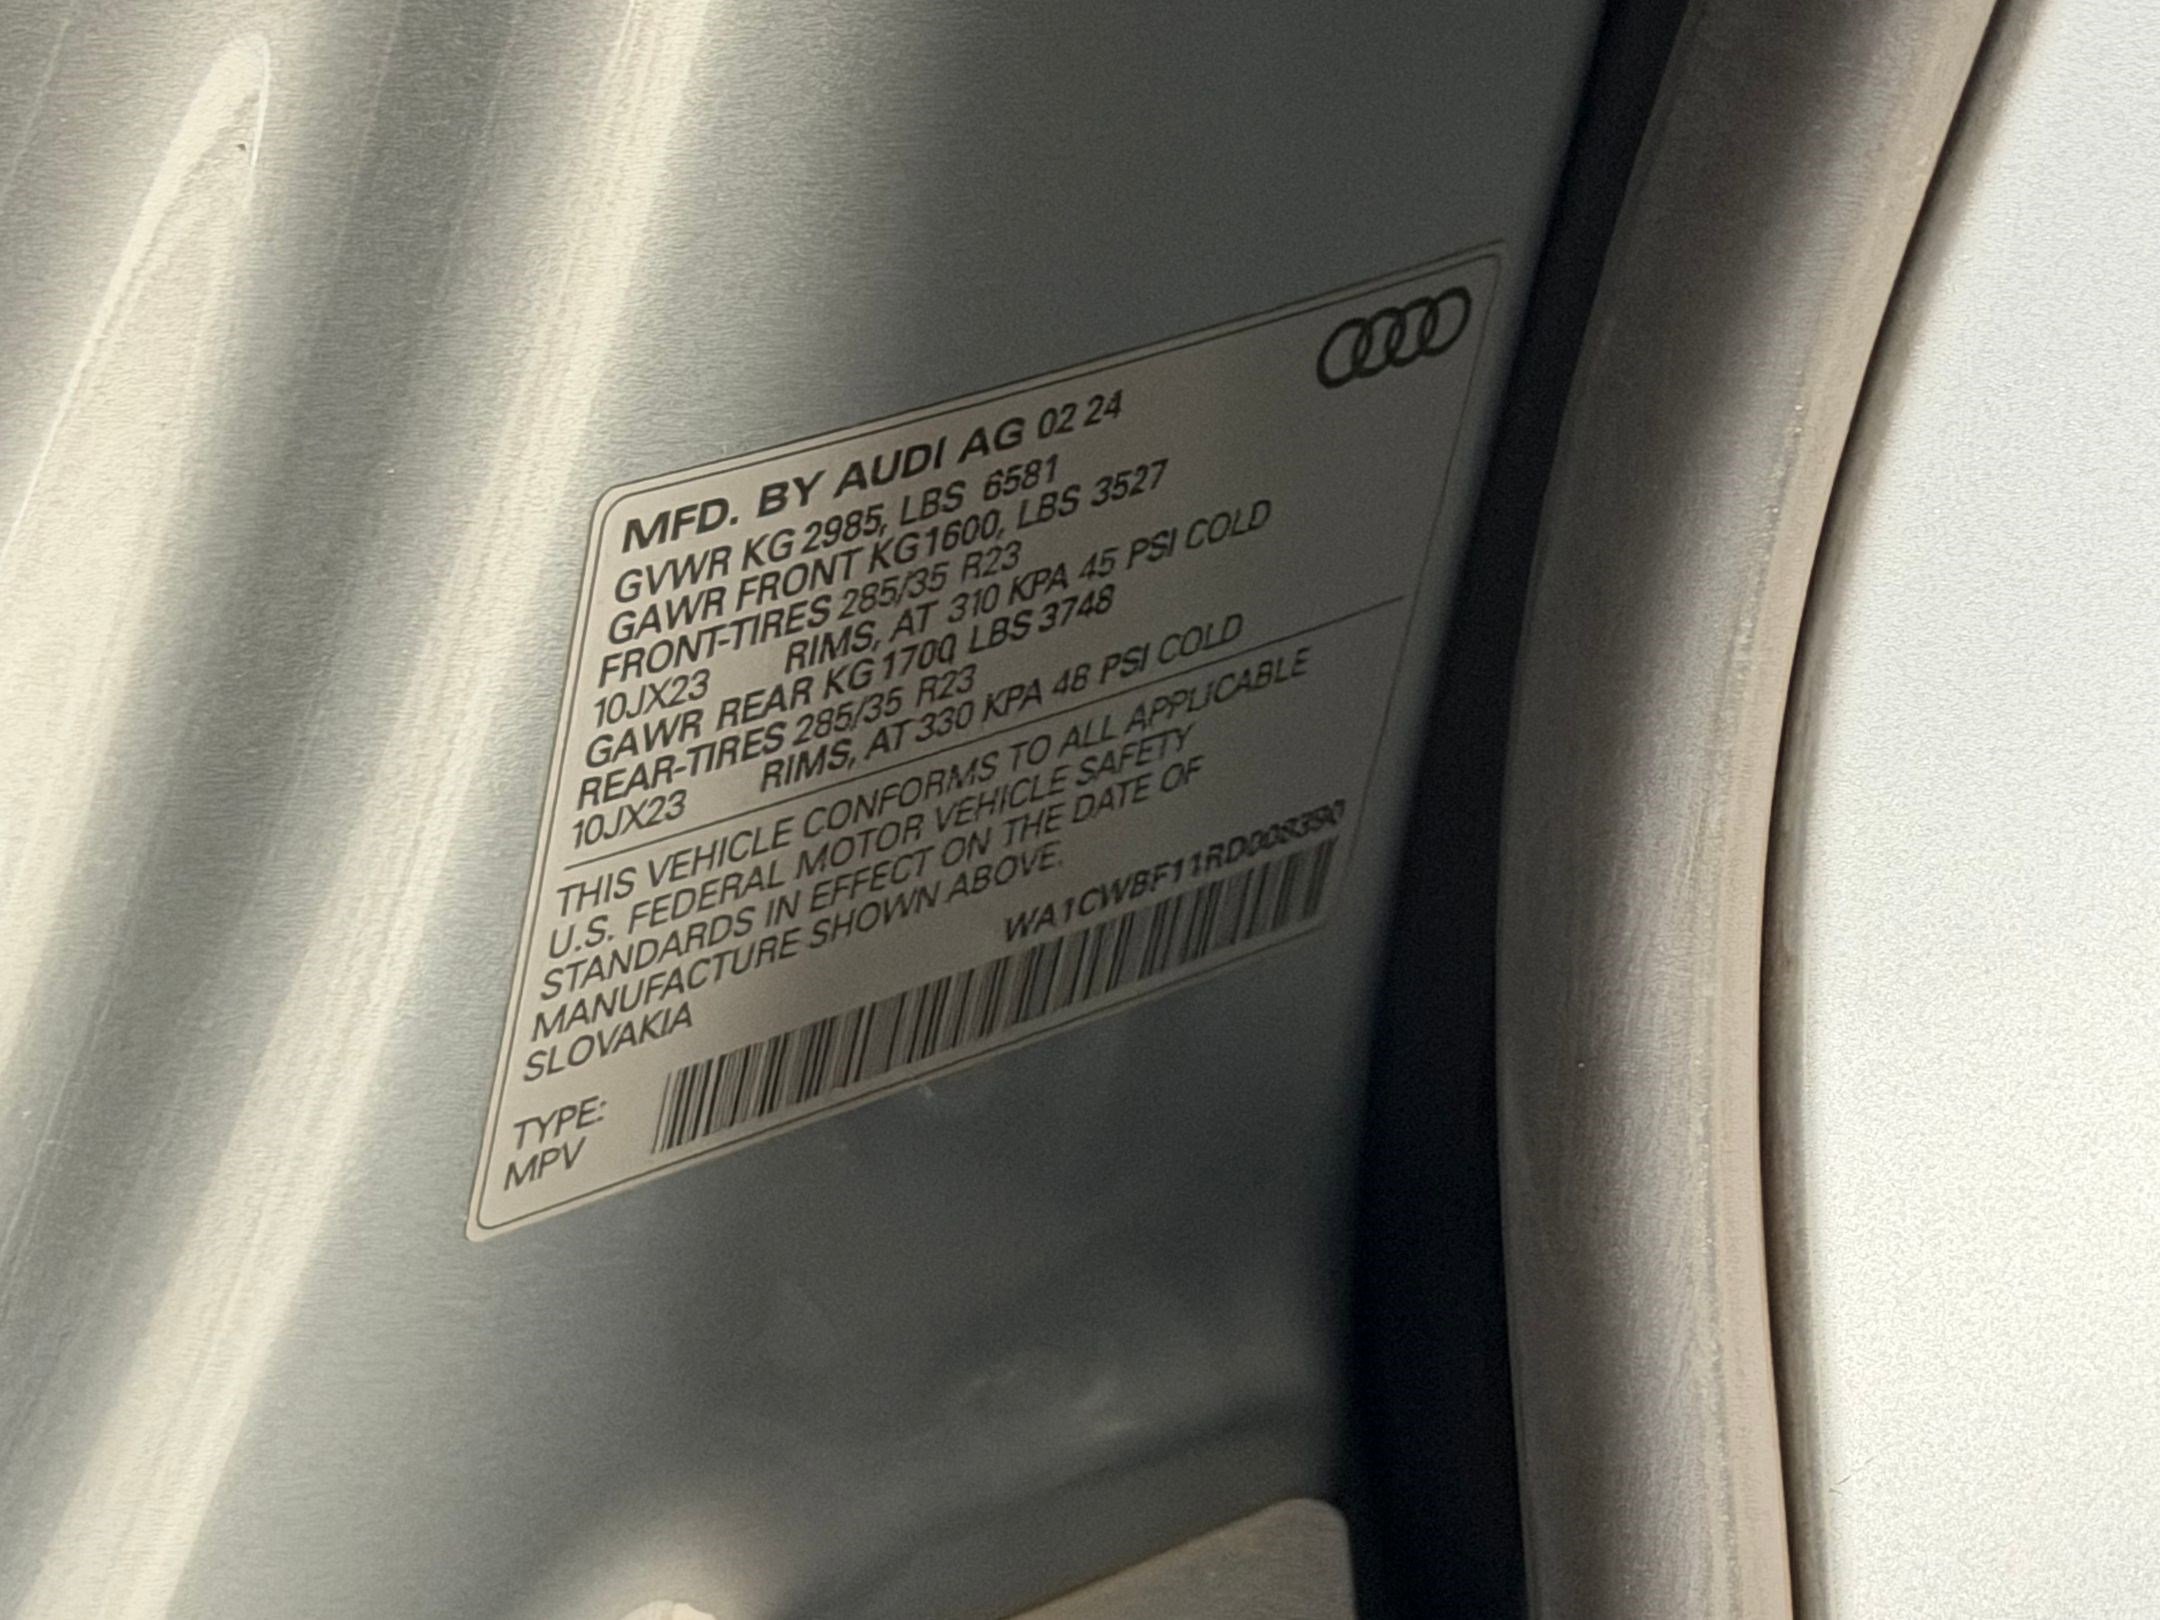 MFD. BY AUDI AG 02 24
GVWR KG 2985, LBS 6581
GAWR FRONT KG 1600, LBS 3527
FRONT-TIRES 285/35 R23
10JX23 RIMS, AT 310 KPA 45 PSI COLD
GAWR REAR KG 1700, LBS 3748
REAR-TIRES 285/35 R23
10JX23 RIMS, AT 330 KPA 48 PSI COLD
THIS VEHICLE CONFORMS TO ALL APPLICABLE
U.S. FEDERAL MOTOR VEHICLE SAFETY
STANDARDS IN EFFECT ON THE DATE OF
MANUFACTURE SHOWN ABOVE.
SLOVAKIA
TYPE:
MPV